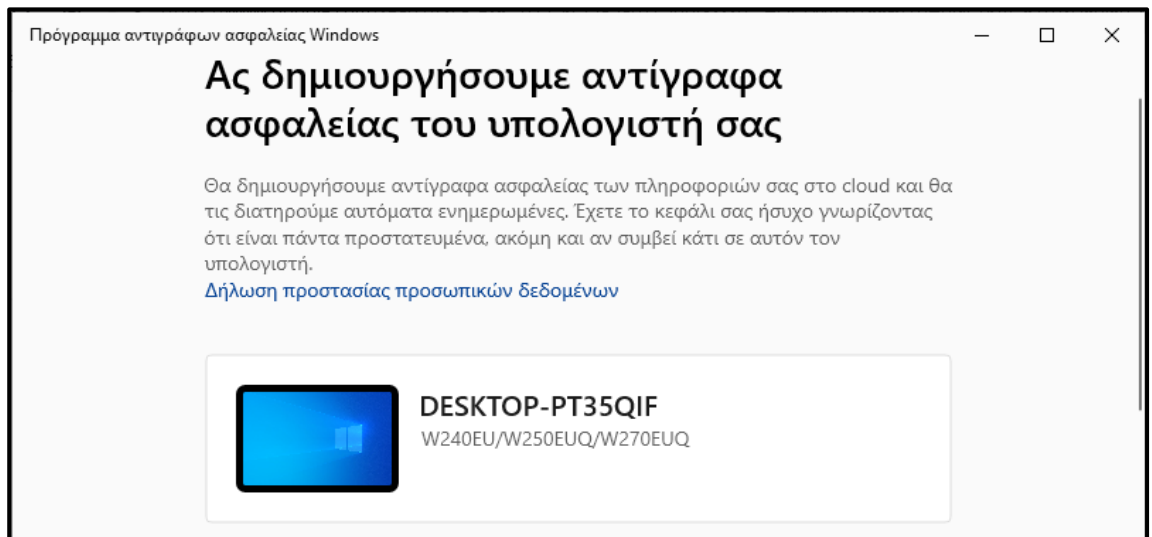 Πρόγραμμα αντιγράφων ασφαλείας Windows
Ας δημιουργήσουμε αντίγραφα
ασφαλείας του υπολογιστή σας
Θα δημιουργήσουμε αντίγραφα ασφαλείας των πληροφοριών σας στο cloud και θα
τις διατηρούμε αυτόματα ενημερωμένες. Έχετε το κεφάλι σας ήσυχο γνωρίζοντας
ότι είναι πάντα προστατευμένα, ακόμη και αν συμβεί κάτι σε αυτόν τον
υπολογιστή.
Δήλωση προστασίας προσωπικών δεδομένων
DESKTOP-PT35QIF
W240EU/W250EUQ/W270EUQ